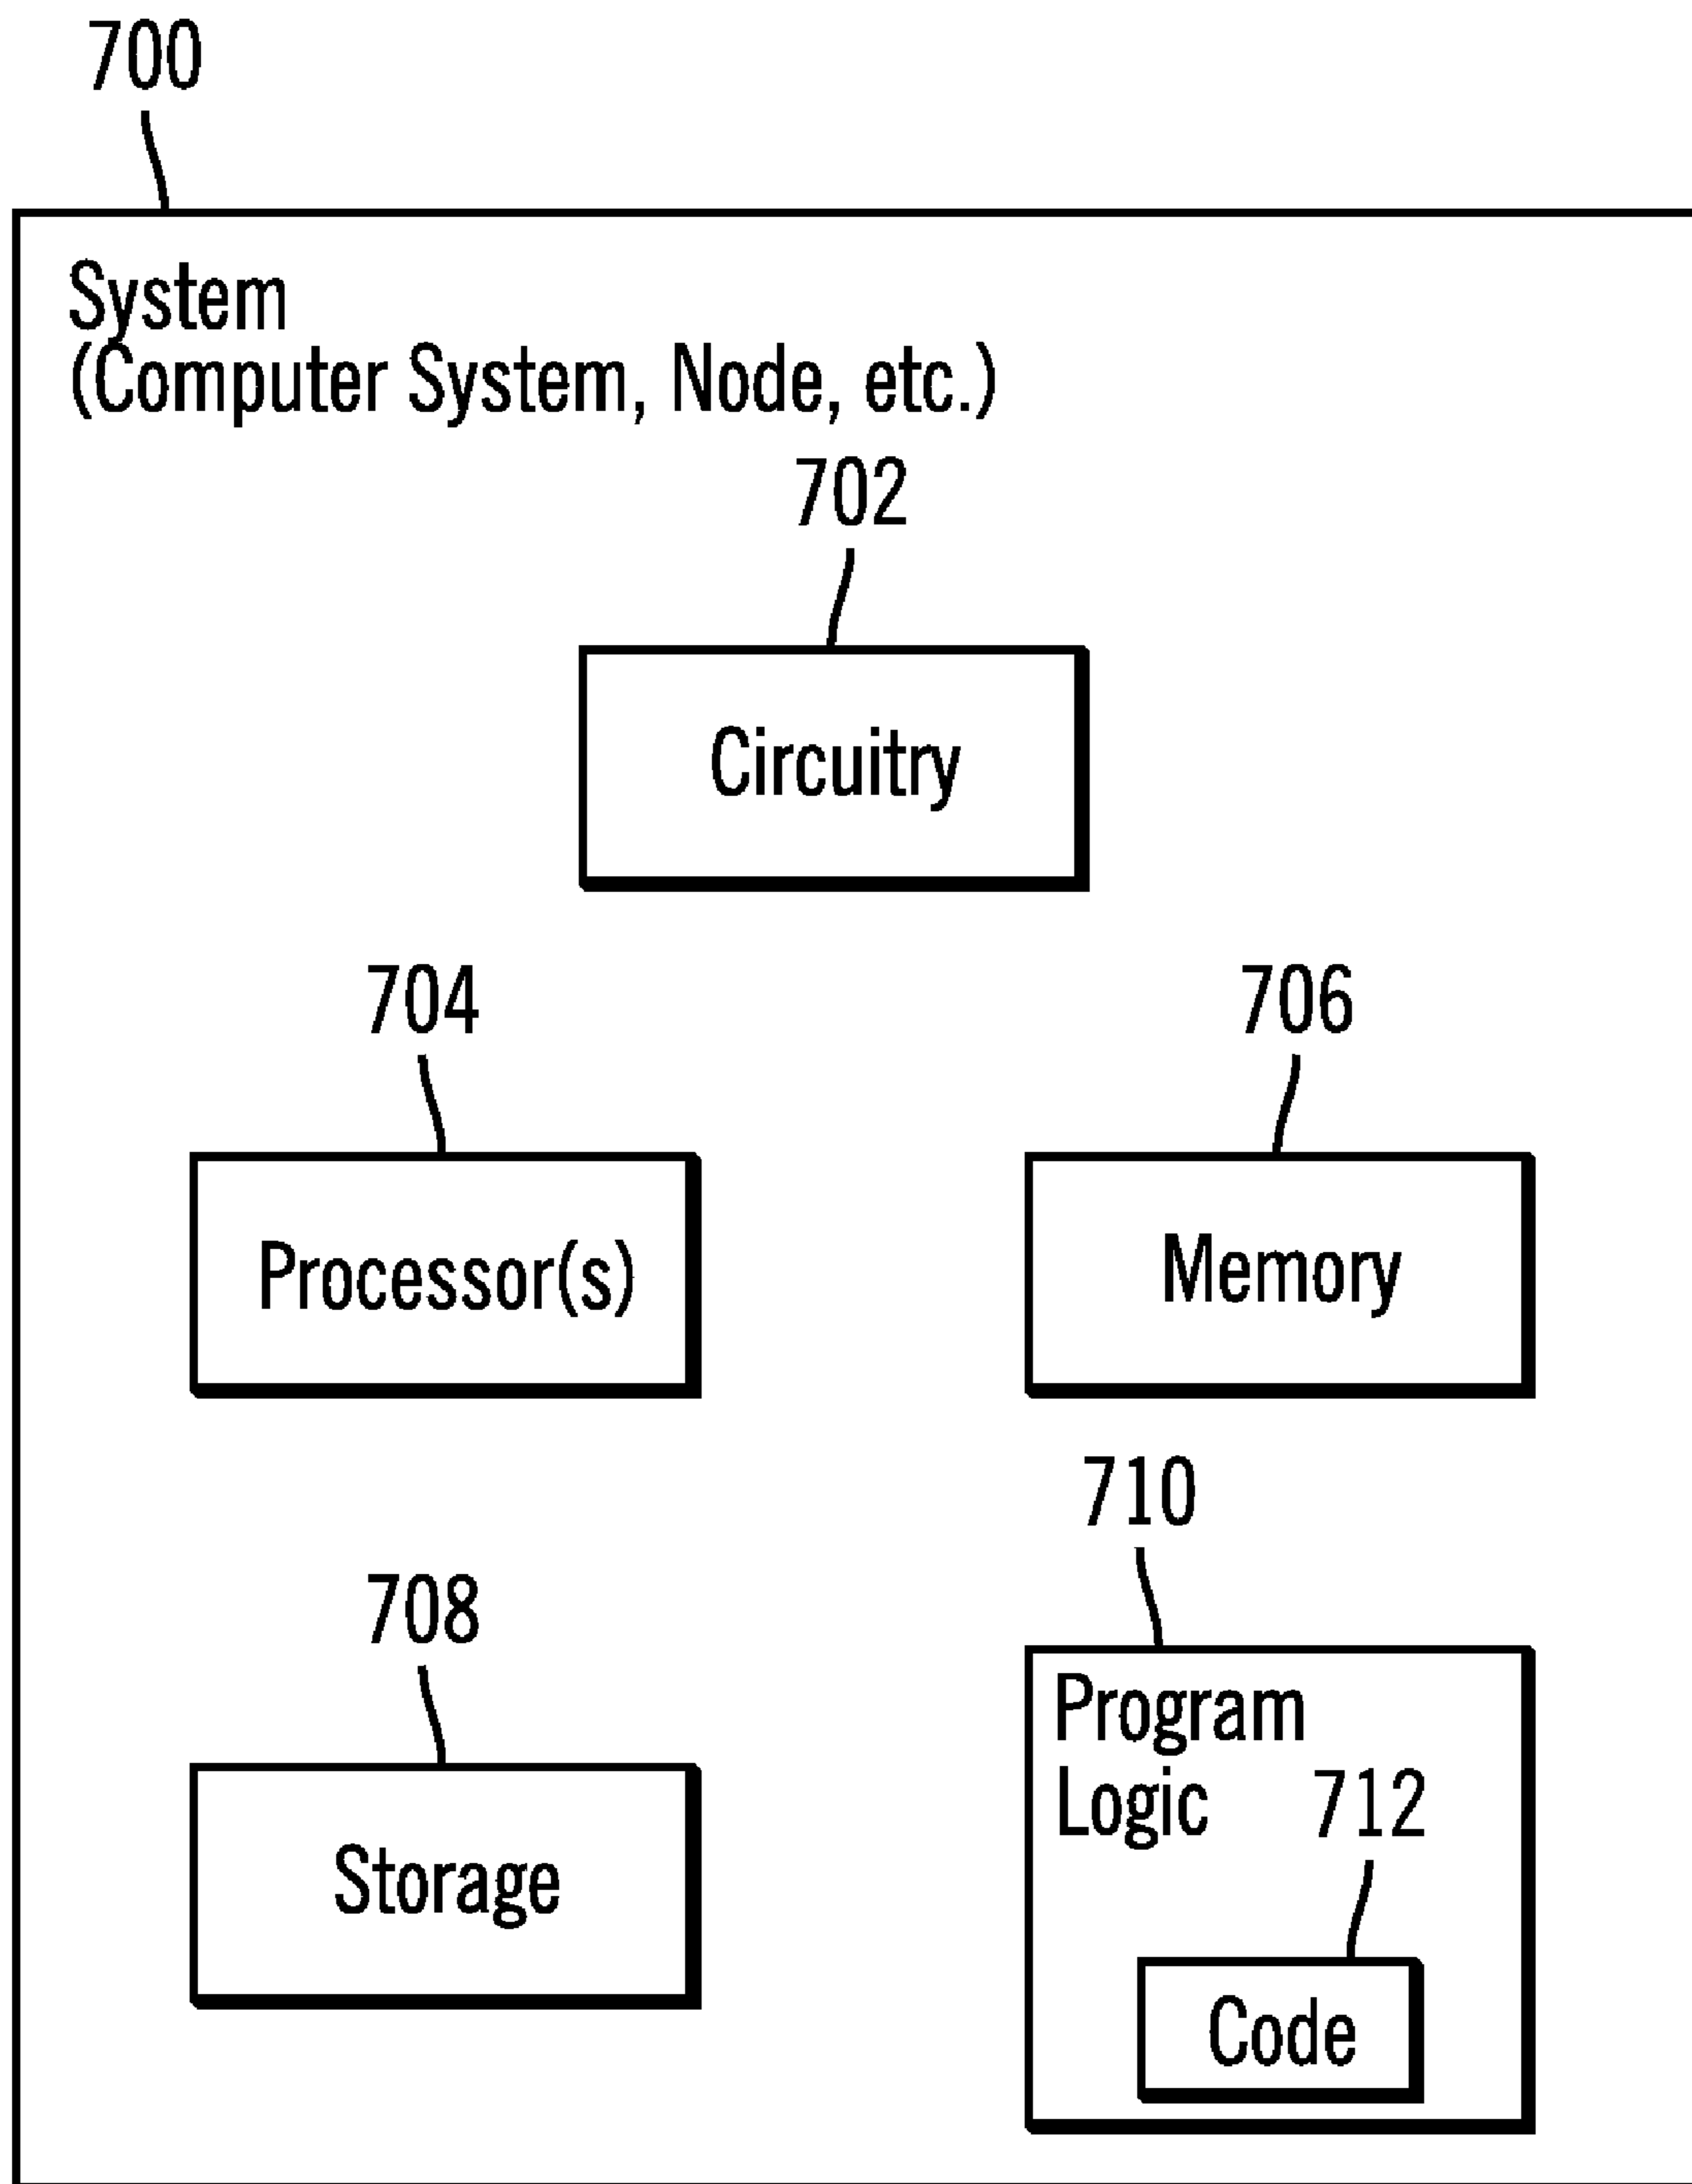 700
System
(Computer System, Node, etc.)
702
Circuitry
704
706
Processor(s)
Memory
710
708
Program
Logic 712
Storage
Code